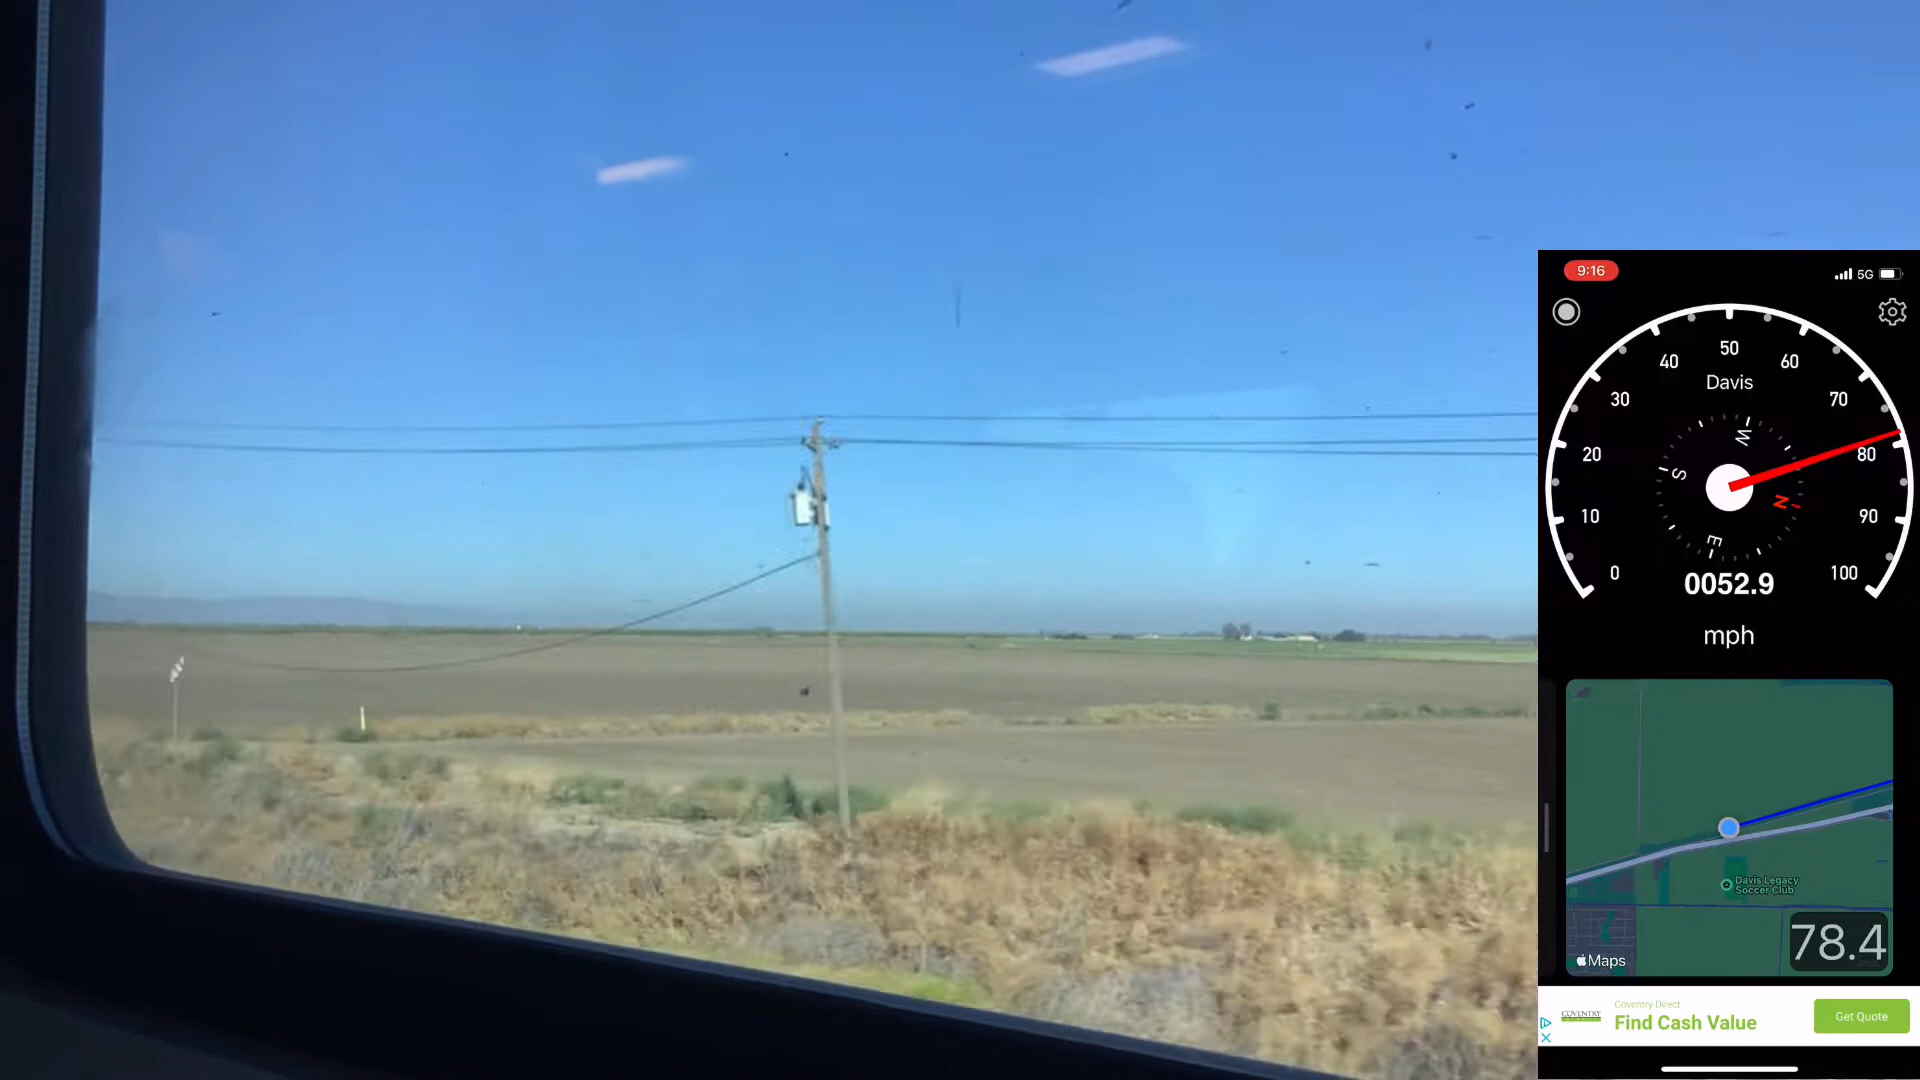 9:16
5G
50
40
60
Davis
30
70
W
20
S
80
N
10
90
E
0
0052.9
100
mph
Davis Legacy
Soccer Club
78.4
Maps
Coventry Direct
COVENTRY
Find Cash Value
Get Quote